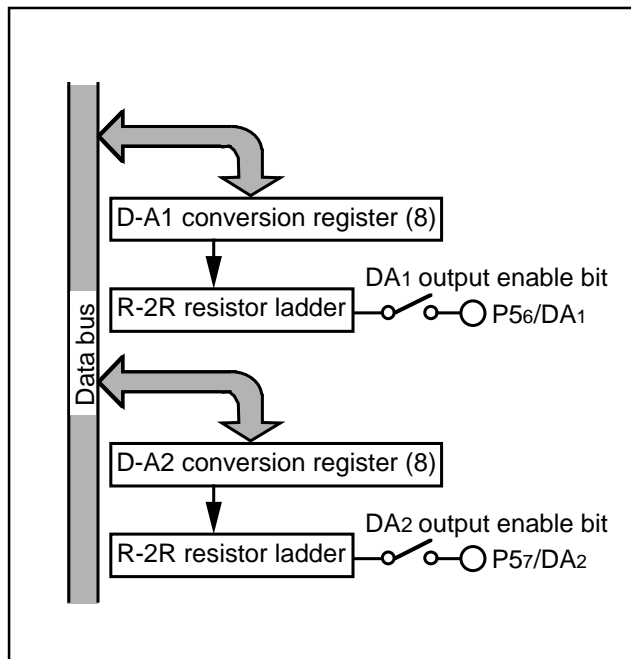 D-A1 conversion register (8)
DA1 output enable bit
R-2R resistor ladder
P56/DA1
Data bus
D-A2 conversion register (8)
DA2 output enable bit
R-2R resistor ladder
P57/DA2